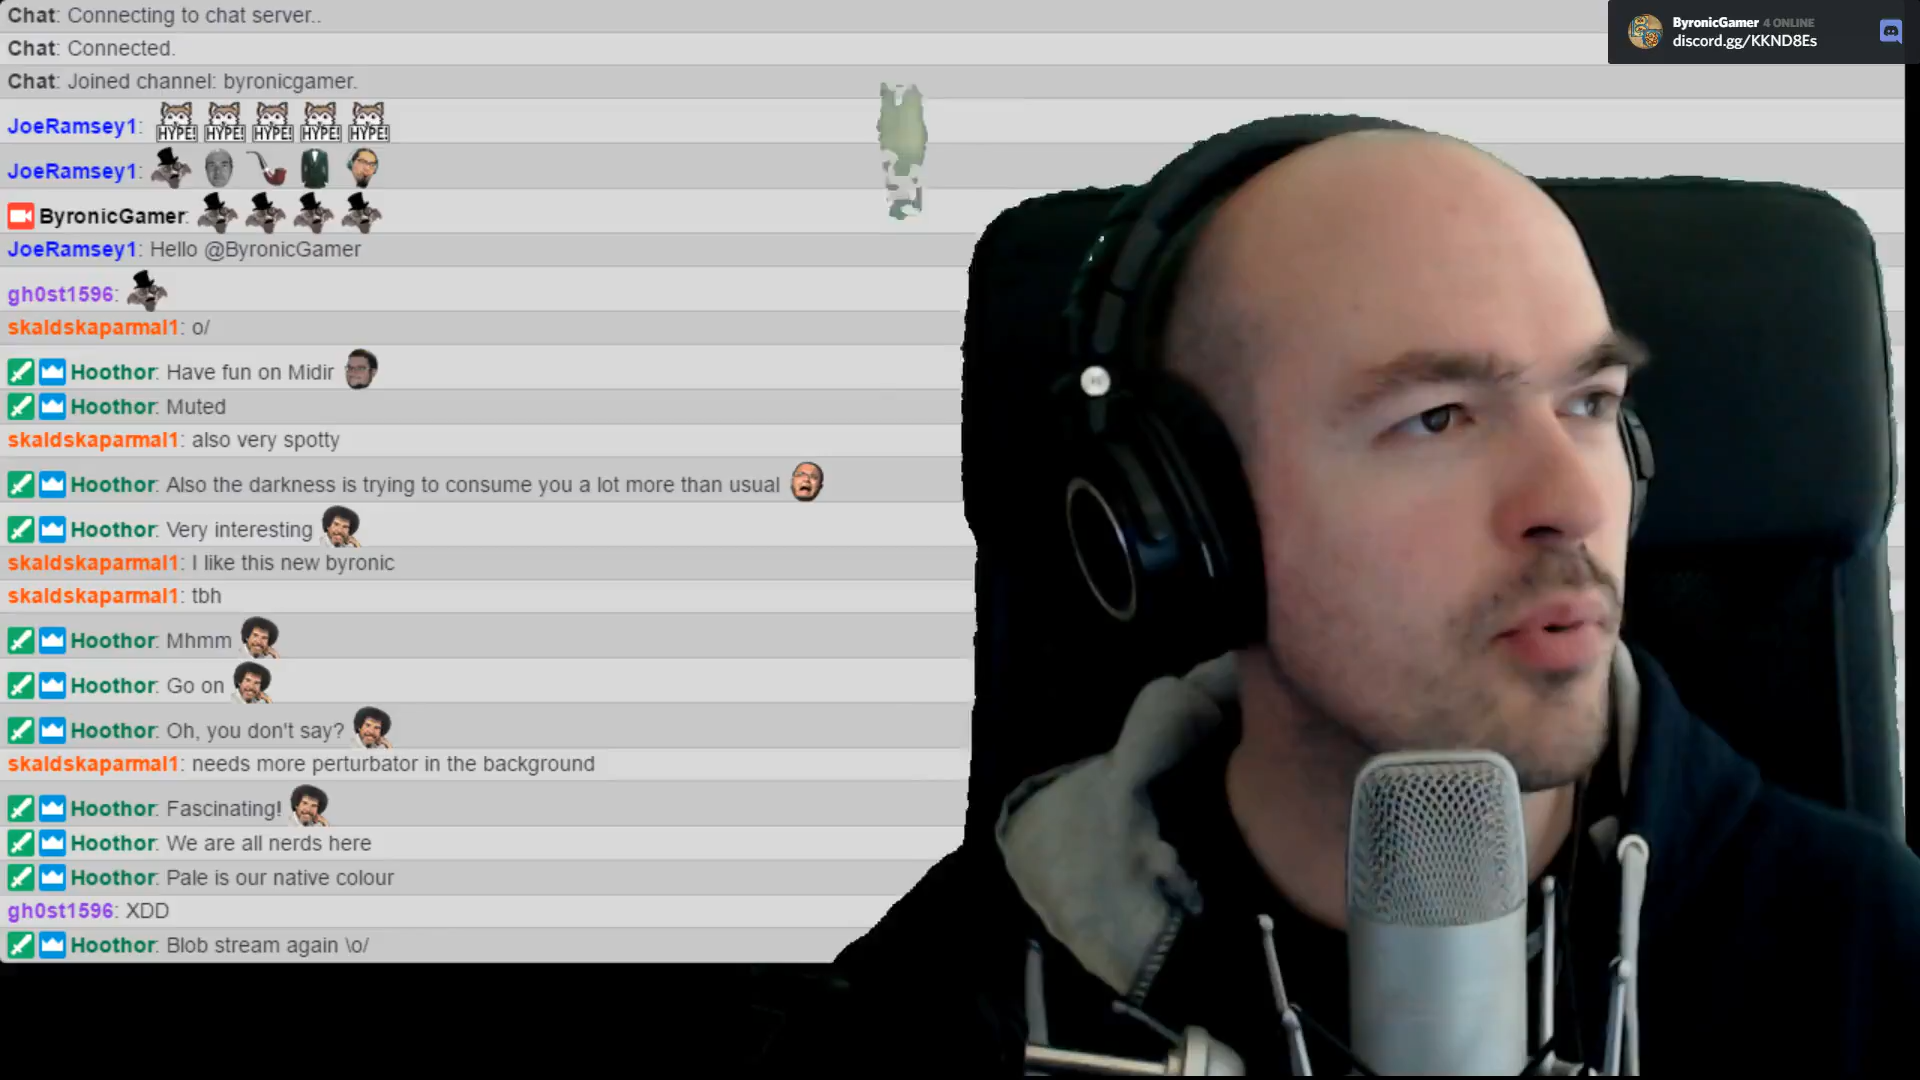 Chat: Connecting to chat server..
Chat: Connected.
Chat: Joined channel: byronicgamer.
JoeRamsey1: HYPE! HYPE! HYPE! HYPE! HYPE!
JoeRamsey1:
ByronicGamer:
JoeRamsey1: Hello @ByronicGamer
gh0st1596:
skaldskaparmal1: o/
Hoothor: Have fun on Midir
Hoothor: Muted
skaldskaparmal1: also very spotty
Hoothor: Also the darkness is trying to consume you a lot more than usual
Hoothor: Very interesting
skaldskaparmal1: I like this new byronic
skaldskaparmal1: tbh
Hoothor: Mhmm
Hoothor: Go on
Hoothor: Oh, you don't say?
skaldskaparmal1: needs more perturbator in the background
Hoothor: Fascinating!
Hoothor: We are all nerds here
Hoothor: Pale is our native colour
gh0st1596: XDD
Hoothor: Blob stream again \o/
ByronicGamer 4 ONLINE
discord.gg/KKND8Es